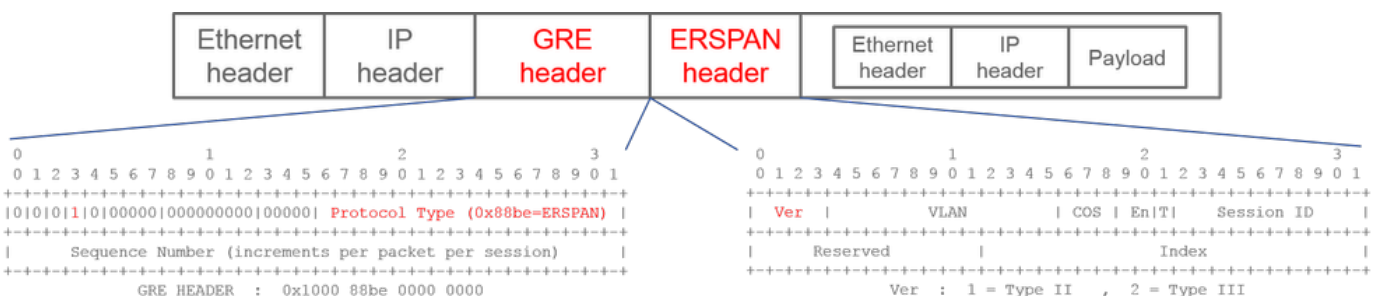 Ethernet header
IP header
GRE header
ERSPAN header
Ethernet header
IP header
Payload
0 1 2 3
0 1 2 3 4 5 6 7 8 9 0 1 2 3 4 5 6 7 8 9 0 1 2 3 4 5 6 7 8 9 0 1
+-+-+-+-+-+-+-+-+-+-+-+-+-+-+-+-+-+-+-+-+-+-+-+-+-+-+-+-+-+-+-+-+
|0|0|0|1|0|00000|000000000|00000| Protocol Type (0x88be=ERSPAN) |
+-+-+-+-+-+-+-+-+-+-+-+-+-+-+-+-+-+-+-+-+-+-+-+-+-+-+-+-+-+-+-+-+
| Sequence Number (increments per packet per session) |
+-+-+-+-+-+-+-+-+-+-+-+-+-+-+-+-+-+-+-+-+-+-+-+-+-+-+-+-+-+-+-+-+
GRE HEADER : 0x1000 88be 0000 0000
0 1 2 3
0 1 2 3 4 5 6 7 8 9 0 1 2 3 4 5 6 7 8 9 0 1 2 3 4 5 6 7 8 9 0 1
+-+-+-+-+-+-+-+-+-+-+-+-+-+-+-+-+-+-+-+-+-+-+-+-+-+-+-+-+-+-+-+-+
| Ver | VLAN | COS | En|T| Session ID |
+-+-+-+-+-+-+-+-+-+-+-+-+-+-+-+-+-+-+-+-+-+-+-+-+-+-+-+-+-+-+-+-+
| Reserved | Index |
+-+-+-+-+-+-+-+-+-+-+-+-+-+-+-+-+-+-+-+-+-+-+-+-+-+-+-+-+-+-+-+-+
Ver : 1 = Type II , 2 = Type III